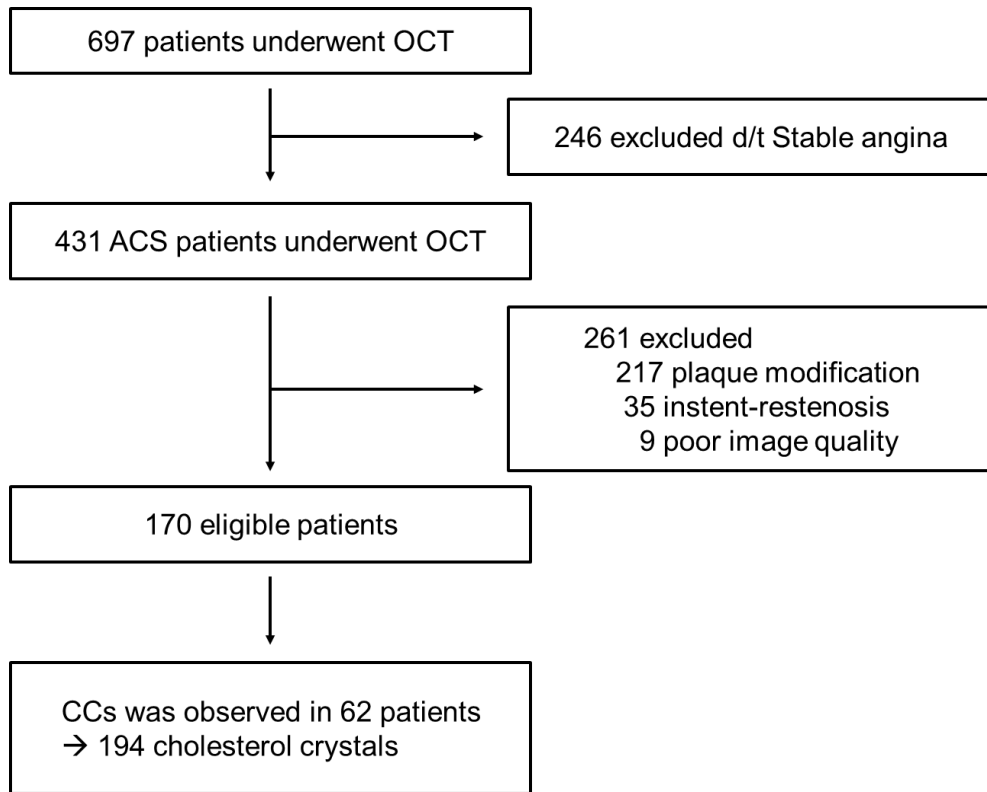 697 patients underwent OCT
246 excluded d/t Stable angina
431 ACS patients underwent OCT
261 excluded
217 plaque modification
35 instent-restenosis
9 poor image quality
170 eligible patients
CCs was observed in 62 patients
→ 194 cholesterol crystals